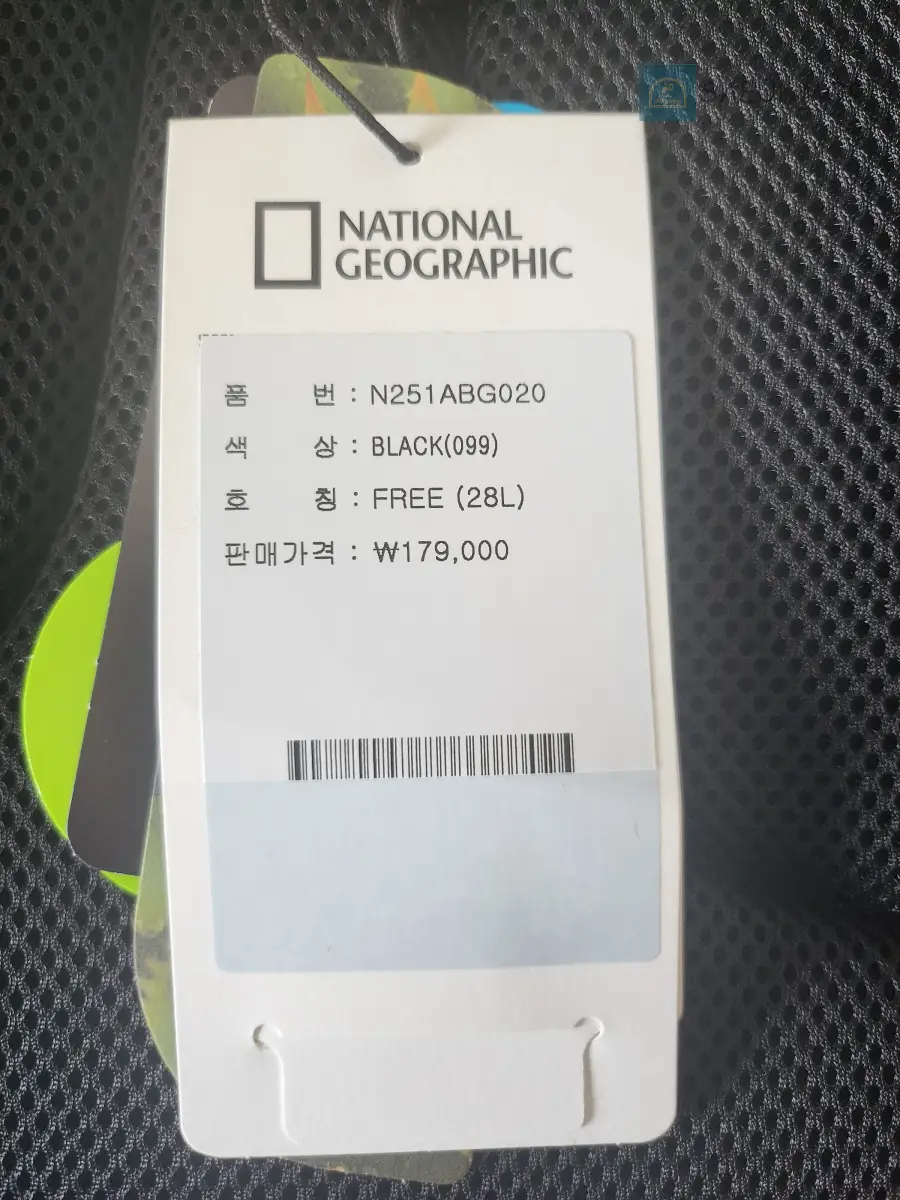 NATIONAL
GEOGRAPHIC
품 번 : N251ABG020
색 상 : BLACK(099)
호 칭 : FREE (28L)
판매가격 : ₩179,000